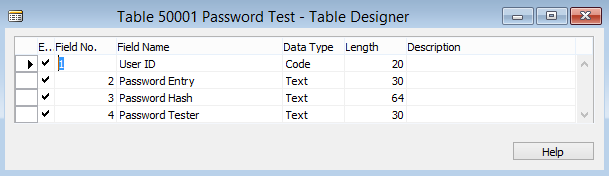 Table 50001 Password Test - Table Designer
E.. Field No. Field Name Data Type Length Description
1 User ID Code 20
2 Password Entry Text 30
3 Password Hash Text 64
4 Password Tester Text 30
Help